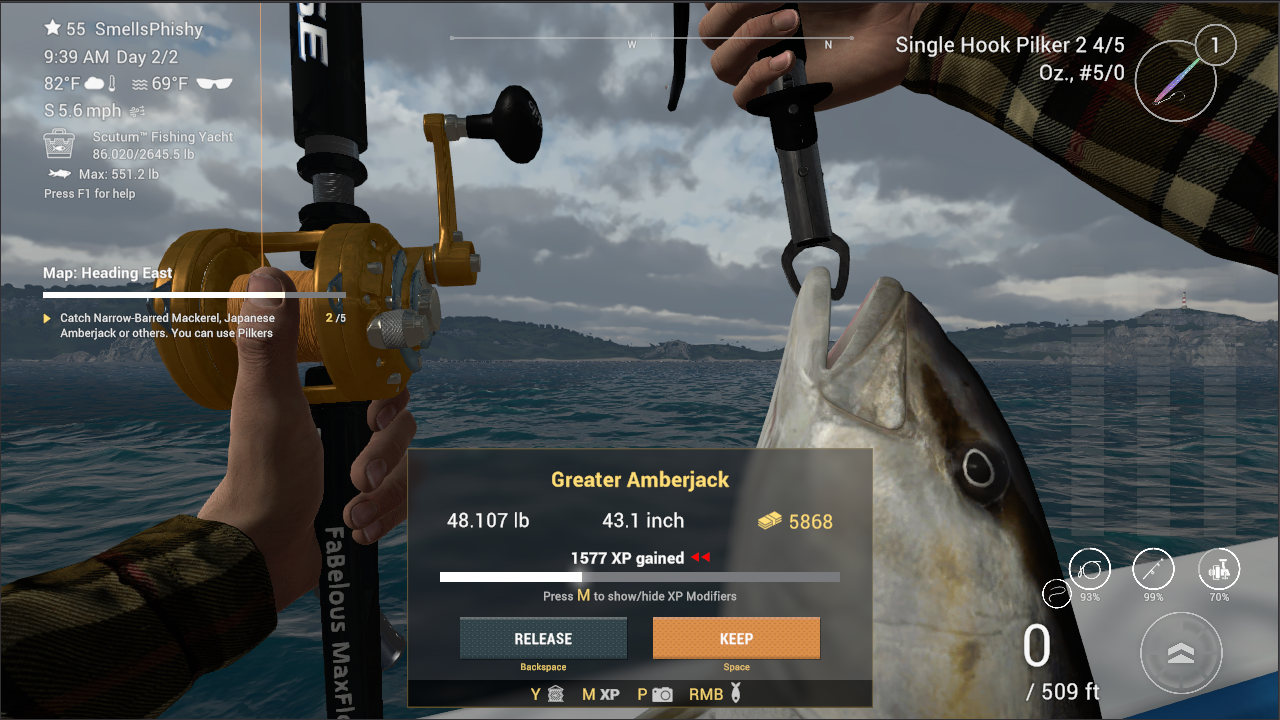 55 SmellsPhishy
9:39 AM Day 2/2
82°F 69°F
S 5.6 mph
Scutum™ Fishing Yacht
86.020/2645.5 lb
Max: 551.2 lb
Press F1 for help
Map: Heading East
Catch Narrow-Barred Mackerel, Japanese 2 /5
Amberjack or others. You can use Pilkers
W N
Single Hook Pilker 2 4/5
Oz., #5/0
1
FaBelous MaxFlo
Greater Amberjack
48.107 lb 43.1 inch 5868
1577 XP gained
Press M to show/hide XP Modifiers
RELEASE KEEP
Backspace Space
Y M XP P RMB
93% 99% 70%
0
/ 509 ft